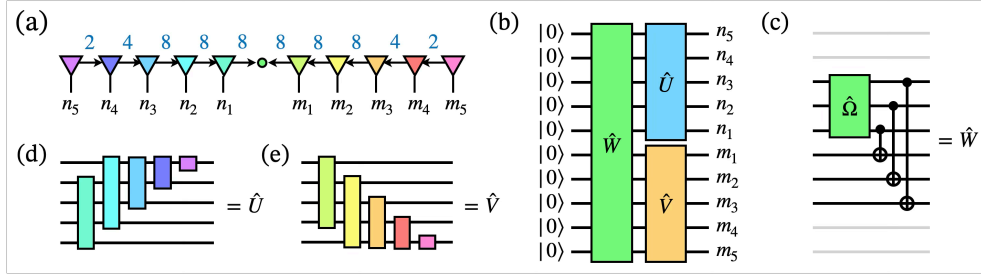 (a)
2 4 8 8 8 8 8 8 4 2
n₅ n₄ n₃ n₂ n₁ m₁ m₂ m₃ m₄ m₅
(b)
|0⟩ n₅
|0⟩ n₄
|0⟩ n₃
|0⟩ n₂
|0⟩ n₁
|0⟩ m₁
|0⟩ m₂
|0⟩ m₃
|0⟩ m₄
|0⟩ m₅
Ŵ
Û
V̂
(c)
Ω̂
= Ŵ
(d)
= Û
(e)
= V̂